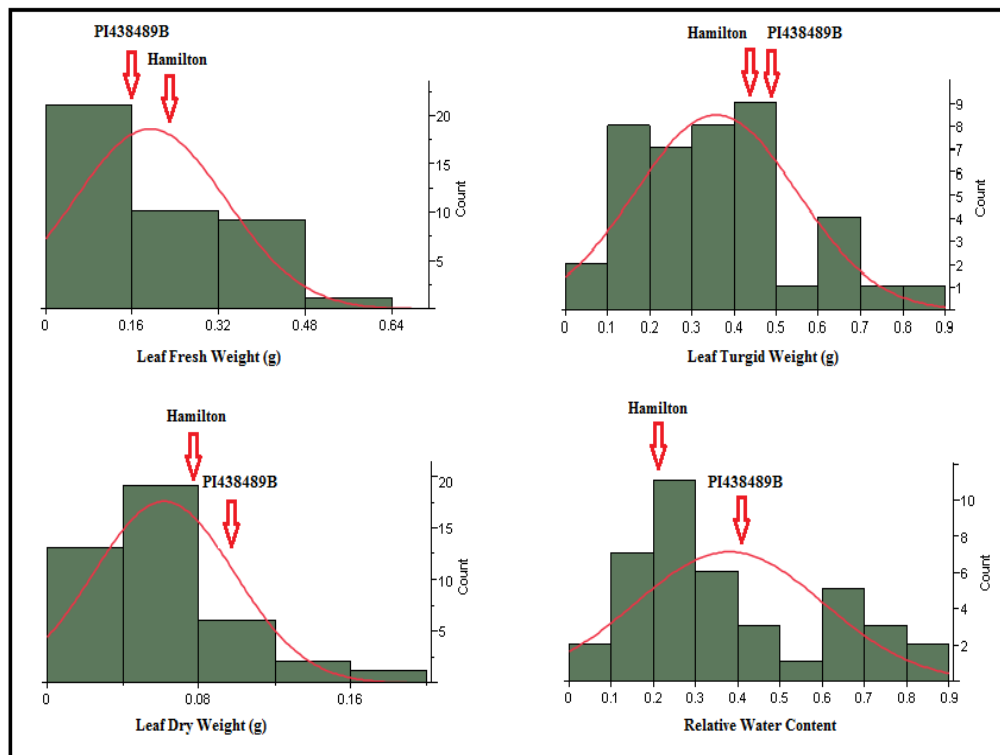 PI438489B
Hamilton
20
15
10
5
Count
0 0.16 0.32 0.48 0.64
Leaf Fresh Weight (g)
Hamilton PI438489B
9
8
7
6
5
4
3
2
1
Count
0 0.1 0.2 0.3 0.4 0.5 0.6 0.7 0.8 0.9
Leaf Turgid Weight (g)
Hamilton
PI438489B
20
15
10
5
Count
0 0.08 0.16
Leaf Dry Weight (g)
Hamilton
PI438489B
10
8
6
4
2
Count
0 0.1 0.2 0.3 0.4 0.5 0.6 0.7 0.8 0.9
Relative Water Content